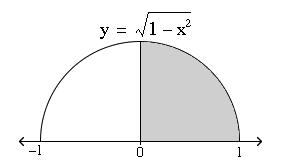 y = √1 − x²
−1 0 1